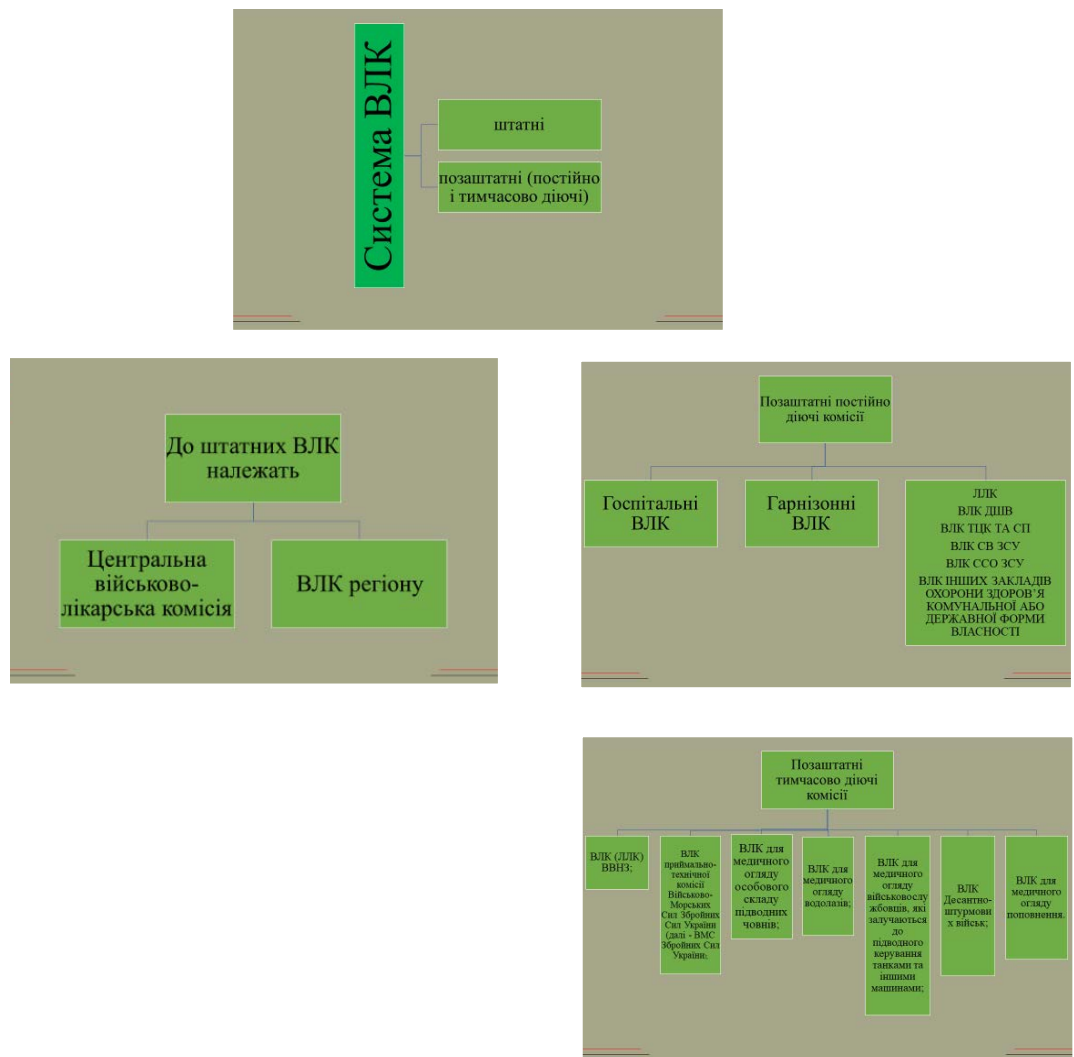 Система ВЛК
штатні
позаштатні (постійно
і тимчасово діючі)
До штатних ВЛК
належать
Центральна
військово-
лікарська комісія
ВЛК регіону
Позаштатні постійно
діючі комісії
Госпітальні
ВЛК
Гарнізонні
ВЛК
ЛЛК
ВЛК ДШВ
ВЛК ТЦК ТА СП
ВЛК СВ ЗСУ
ВЛК ССО ЗСУ
ВЛК ІНШИХ ЗАКЛАДІВ
ОХОРОНИ ЗДОРОВ’Я
КОМУНАЛЬНОЇ АБО
ДЕРЖАВНОЇ ФОРМИ
ВЛАСНОСТІ
Позаштатні
тимчасово діючі
комісії
ВЛК (ЛЛК)
ВВНЗ;
ВЛК
приймально-
технічної
комісії
Військово-
Морських
Сил Збройних
Сил України
(далі - ВМС
Збройних Сил
України;
ВЛК для
медичного
огляду
особового
складу
підводних
човнів;
ВЛК для
медичного
огляду
водолазів;
ВЛК для
медичного
огляду
військовослу
жбовців, які
залучаються
до
підводного
керування
танками та
іншими
машинами;
ВЛК
Десантно-
штурмови
х військ;
ВЛК для
медичного
огляду
поповнення.